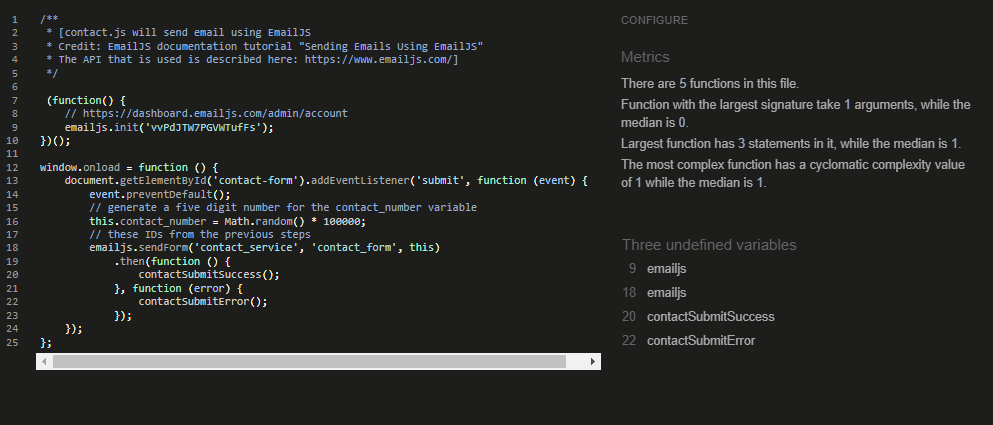 1 /**
2 * [contact.js will send email using EmailJS
3 * Credit: EmailJS documentation tutorial "Sending Emails Using EmailJS"
4 * The API that is used is described here: https://www.emailjs.com/]
5 */
6
7 (function() {
8 // https://dashboard.emailjs.com/admin/account
9 emailjs.init('vvPdJTW7PGVWTufFs');
10 })();
11
12 window.onload = function () {
13 document.getElementById('contact-form').addEventListener('submit', function (event) {
14 event.preventDefault();
15 // generate a five digit number for the contact_number variable
16 this.contact_number = Math.random() * 100000;
17 // these IDs from the previous steps
18 emailjs.sendForm('contact_service', 'contact_form', this)
19 .then(function () {
20 contactSubmitSuccess();
21 }, function (error) {
22 contactSubmitError();
23 });
24 });
25 };
CONFIGURE
Metrics
There are 5 functions in this file.
Function with the largest signature take 1 arguments, while the
median is 0.
Largest function has 3 statements in it, while the median is 1.
The most complex function has a cyclomatic complexity value
of 1 while the median is 1.
Three undefined variables
9 emailjs
18 emailjs
20 contactSubmitSuccess
22 contactSubmitError